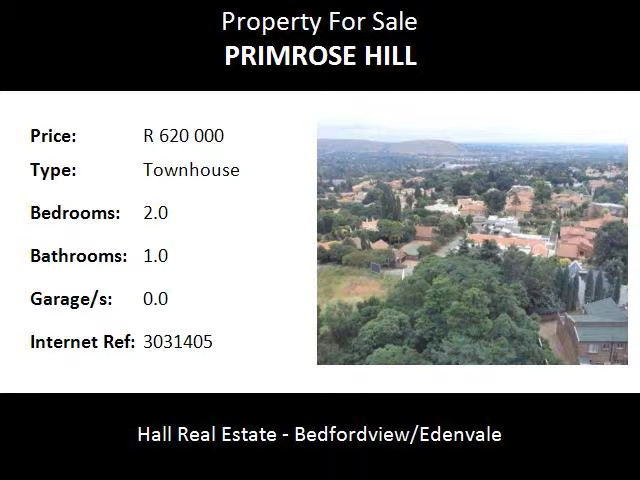 Property For Sale
PRIMROSE HILL
Price: R 620 000
Type: Townhouse
Bedrooms: 2.0
Bathrooms: 1.0
Garage/s: 0.0
Internet Ref: 3031405
Hall Real Estate - Bedfordview/Edenvale